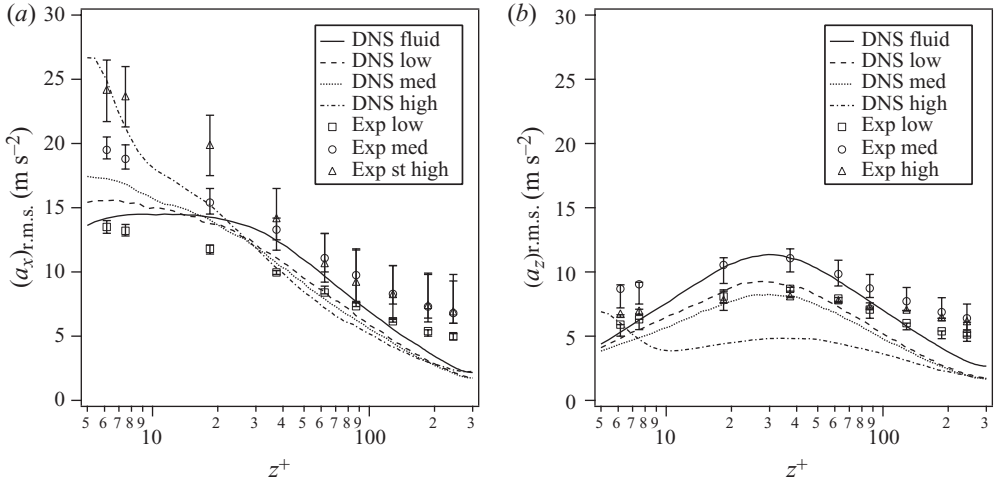 (a)
30
25
20
15
10
5
0
(a_x)r.m.s. (m s⁻²)
DNS fluid
DNS low
DNS med
DNS high
Exp low
Exp med
Exp st high
5 6 7 8 9 2 3 4 5 6 7 8 9 2 3
10 100
z⁺
(b)
30
25
20
15
10
5
0
(a_z)r.m.s. (m s⁻²)
DNS fluid
DNS low
DNS med
DNS high
Exp low
Exp med
Exp high
5 6 7 8 9 2 3 4 5 6 7 8 9 2 3
10 100
z⁺